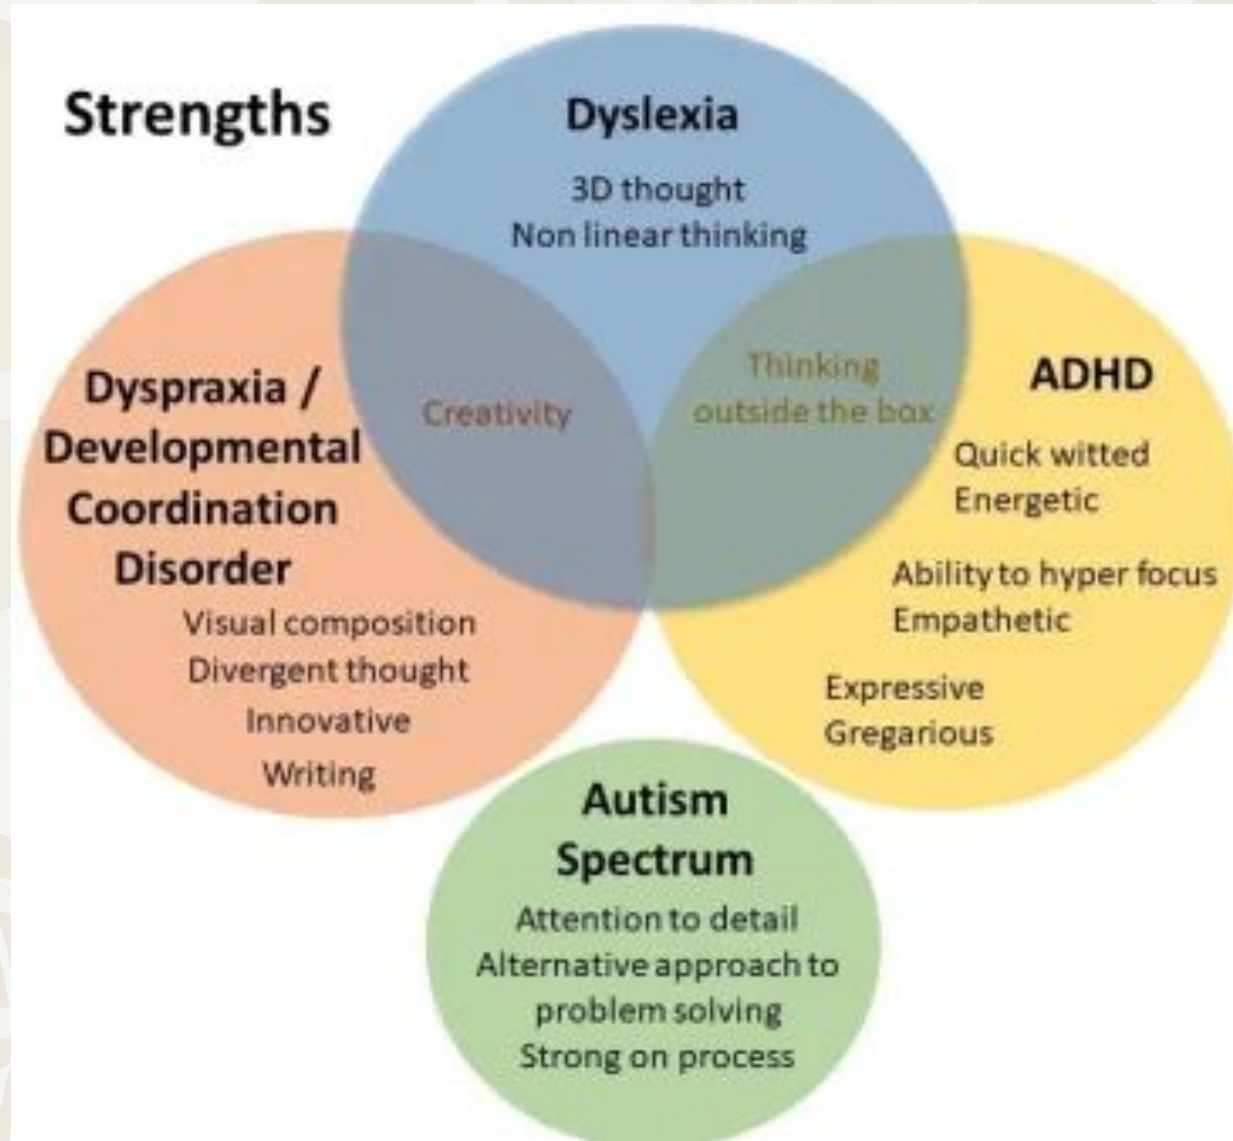 Strengths
Dyslexia
3D thought
Non linear thinking
Dyspraxia /
Developmental
Coordination
Disorder
Visual composition
Divergent thought
Innovative
Writing
Creativity
Thinking
outside the box
ADHD
Quick witted
Energetic
Ability to hyper focus
Empathetic
Expressive
Gregarious
Autism
Spectrum
Attention to detail
Alternative approach to
problem solving
Strong on process